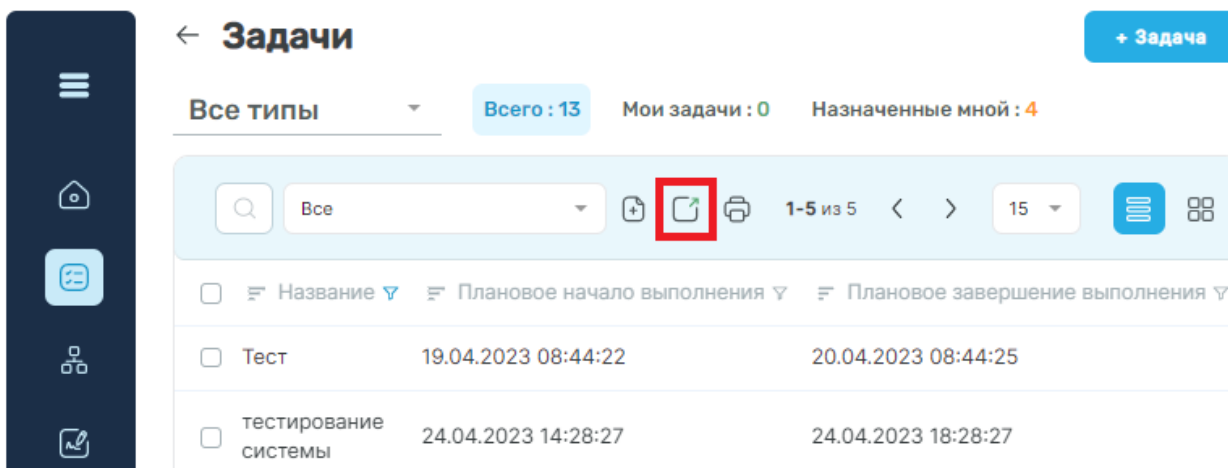 Задачи
+ Задача
Все типы
Всего : 13
Мои задачи : 0
Назначенные мной : 4
Все
1-5 из 5
15
Название
Плановое начало выполнения
Плановое завершение выполнения
Тест
19.04.2023 08:44:22
20.04.2023 08:44:25
тестирование
системы
24.04.2023 14:28:27
24.04.2023 18:28:27